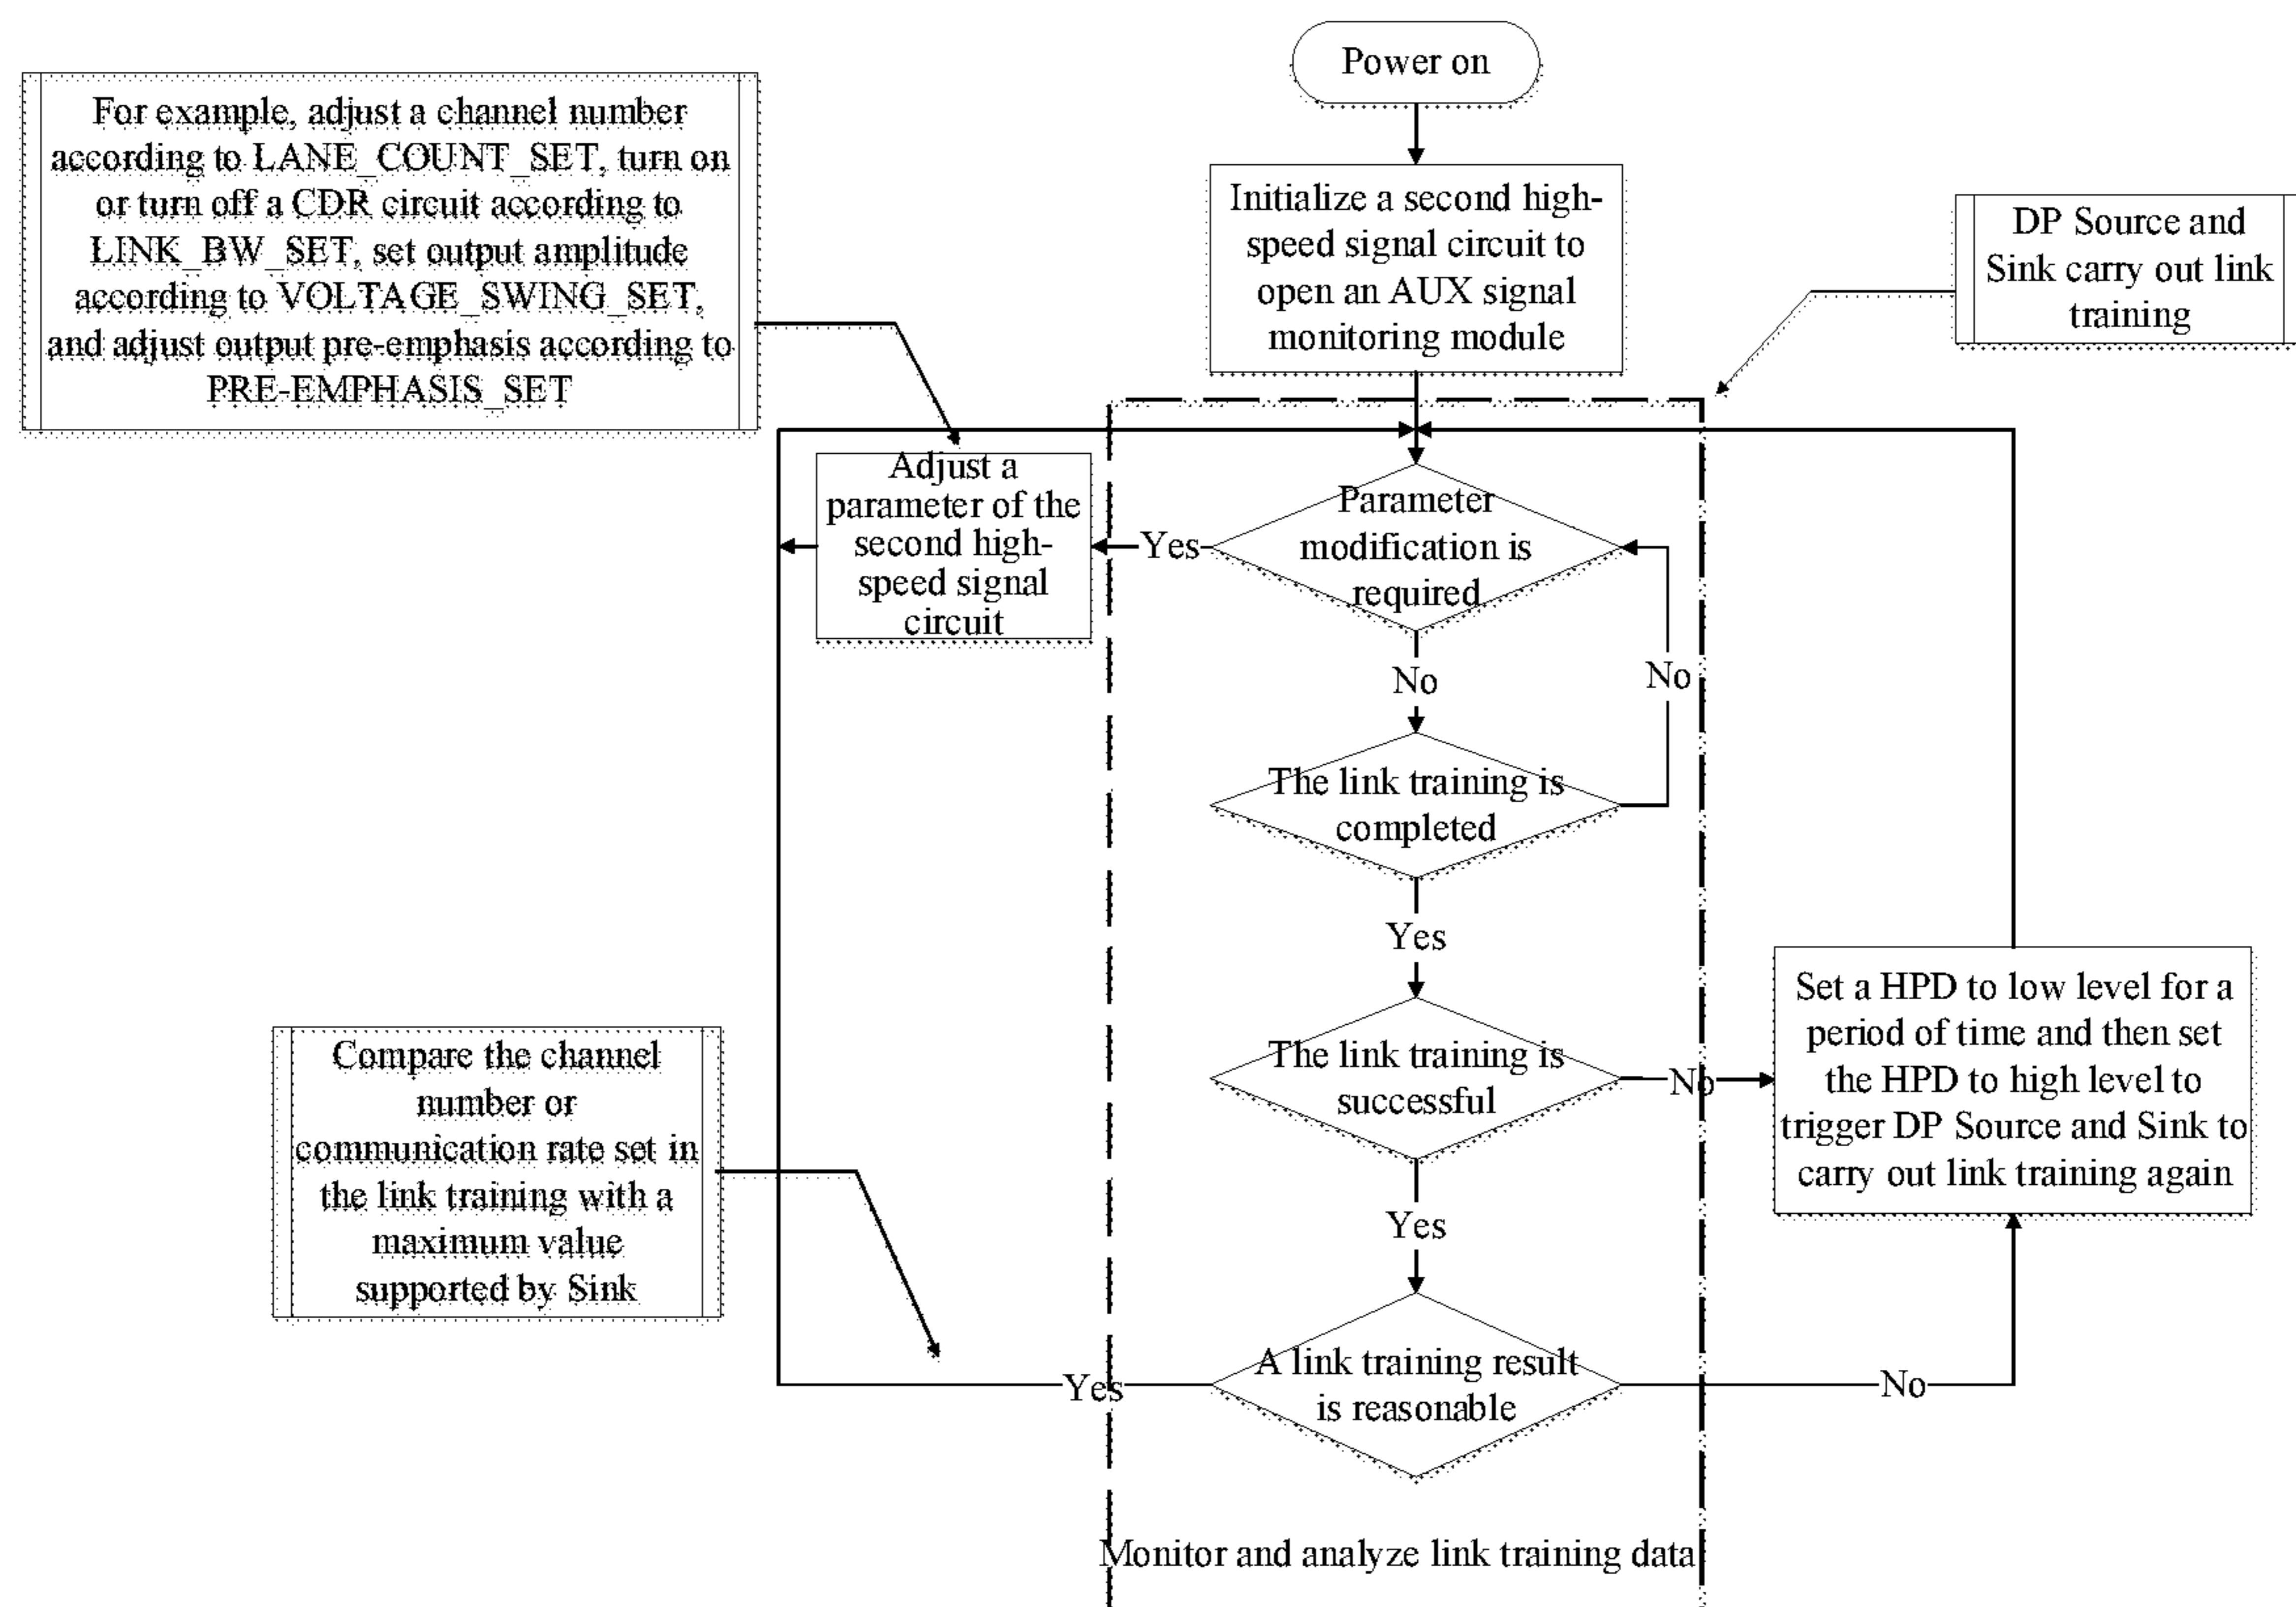 Power on
For example, adjust a channel number
according to LANE_COUNT_SET, turn on
or turn off a CDR circuit according to
LINK_BW_SET, set output amplitude
according to VOLTAGE_SWING_SET,
and adjust output pre-emphasis according to
PRE-EMPHASIS_SET
Initialize a second high-
speed signal circuit to
open an AUX signal
monitoring module
DP Source and
Sink carry out link
training
Adjust a
parameter of the
second high-
speed signal
circuit
Yes
Parameter
modification is
required
No
No
The link training is
completed
Yes
The link training is
successful
No
Set a HPD to low level for a
period of time and then set
the HPD to high level to
trigger DP Source and Sink to
carry out link training again
Compare the channel
number or
communication rate set in
the link training with a
maximum value
supported by Sink
Yes
A link training result
is reasonable
Yes
No
Monitor and analyze link training data